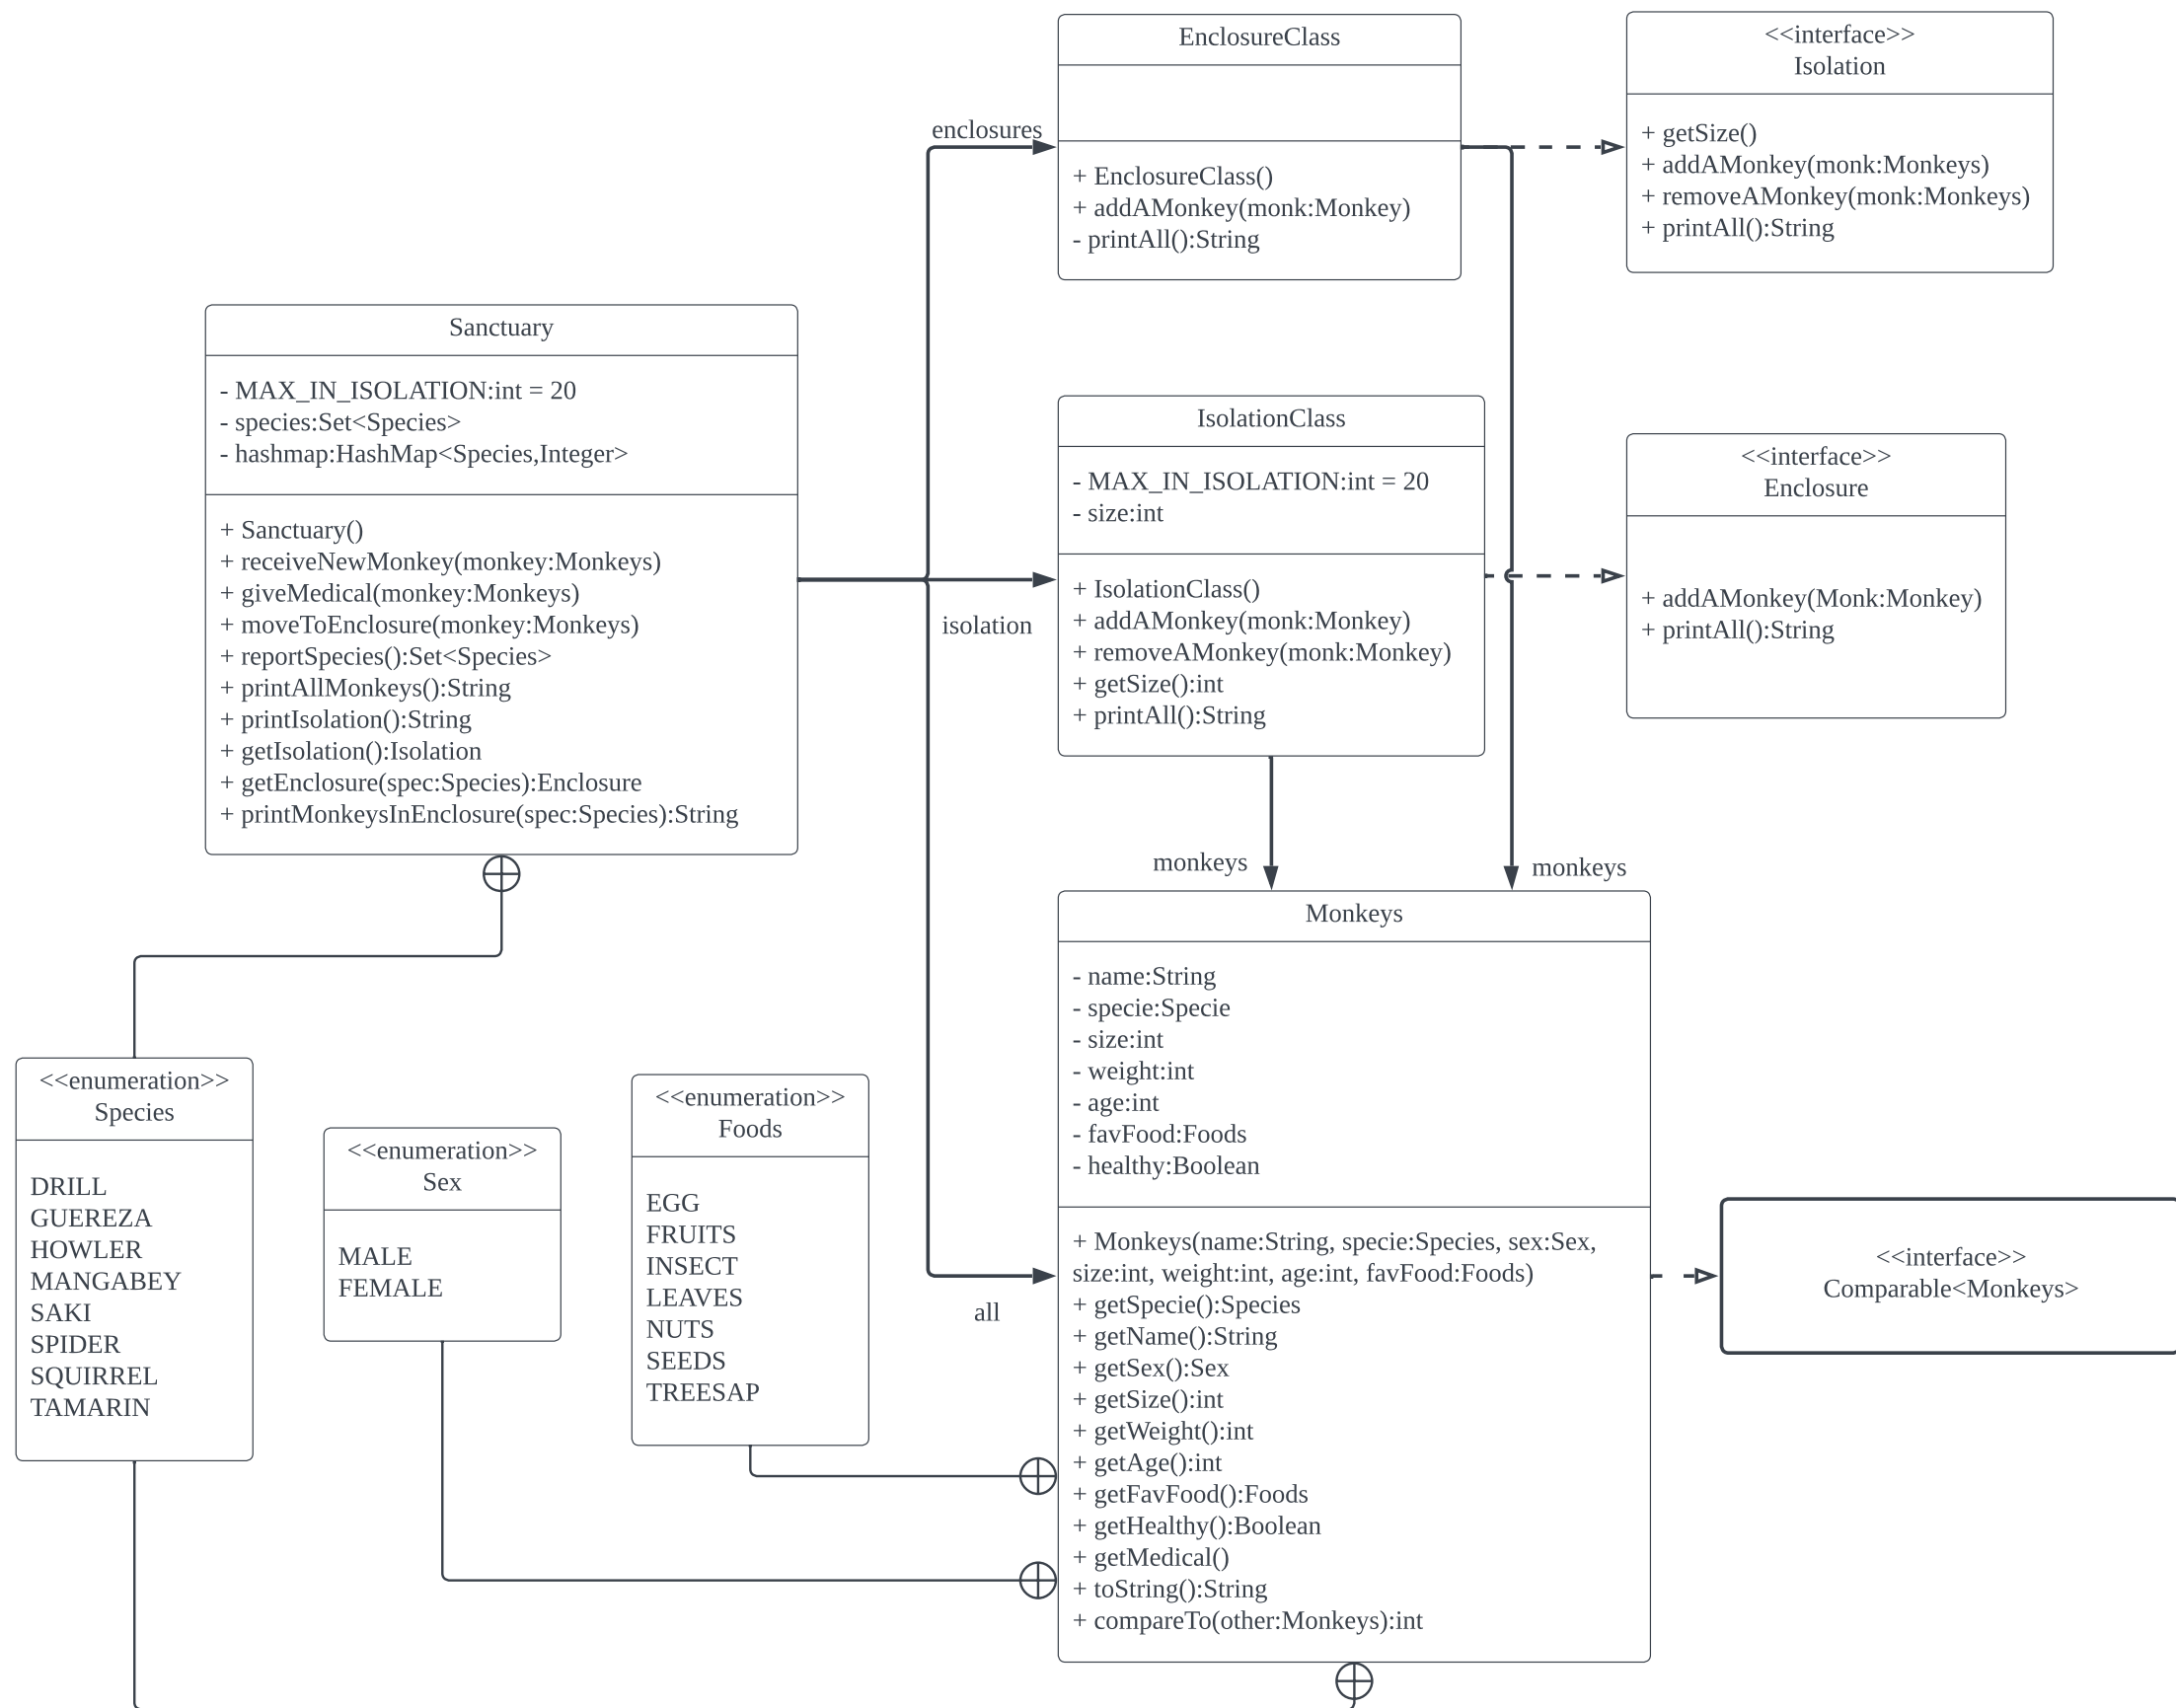 EnclosureClass
+ EnclosureClass()
+ addAMonkey(monk:Monkey)
- printAll():String
<<interface>>
Isolation
+ getSize()
+ addAMonkey(monk:Monkeys)
+ removeAMonkey(monk:Monkeys)
+ printAll():String
enclosures
Sanctuary
- MAX_IN_ISOLATION:int = 20
- species:Set<Species>
- hashmap:HashMap<Species,Integer>
+ Sanctuary()
+ receiveNewMonkey(monkey:Monkeys)
+ giveMedical(monkey:Monkeys)
+ moveToEnclosure(monkey:Monkeys)
+ reportSpecies():Set<Species>
+ printAllMonkeys():String
+ printIsolation():String
+ getIsolation():Isolation
+ getEnclosure(spec:Species):Enclosure
+ printMonkeysInEnclosure(spec:Species):String
isolation
IsolationClass
- MAX_IN_ISOLATION:int = 20
- size:int
+ IsolationClass()
+ addAMonkey(monk:Monkey)
+ removeAMonkey(monk:Monkey)
+ getSize():int
+ printAll():String
<<interface>>
Enclosure
+ addAMonkey(Monk:Monkey)
+ printAll():String
monkeys
monkeys
<<enumeration>>
Species
DRILL
GUEREZA
HOWLER
MANGABEY
SAKI
SPIDER
SQUIRREL
TAMARIN
<<enumeration>>
Sex
MALE
FEMALE
<<enumeration>>
Foods
EGG
FRUITS
INSECT
LEAVES
NUTS
SEEDS
TREESAP
all
Monkeys
- name:String
- specie:Specie
- size:int
- weight:int
- age:int
- favFood:Foods
- healthy:Boolean
+ Monkeys(name:String, specie:Species, sex:Sex,
size:int, weight:int, age:int, favFood:Foods)
+ getSpecie():Species
+ getName():String
+ getSex():Sex
+ getSize():int
+ getWeight():int
+ getAge():int
+ getFavFood():Foods
+ getHealthy():Boolean
+ getMedical()
+ toString():String
+ compareTo(other:Monkeys):int
<<interface>>
Comparable<Monkeys>